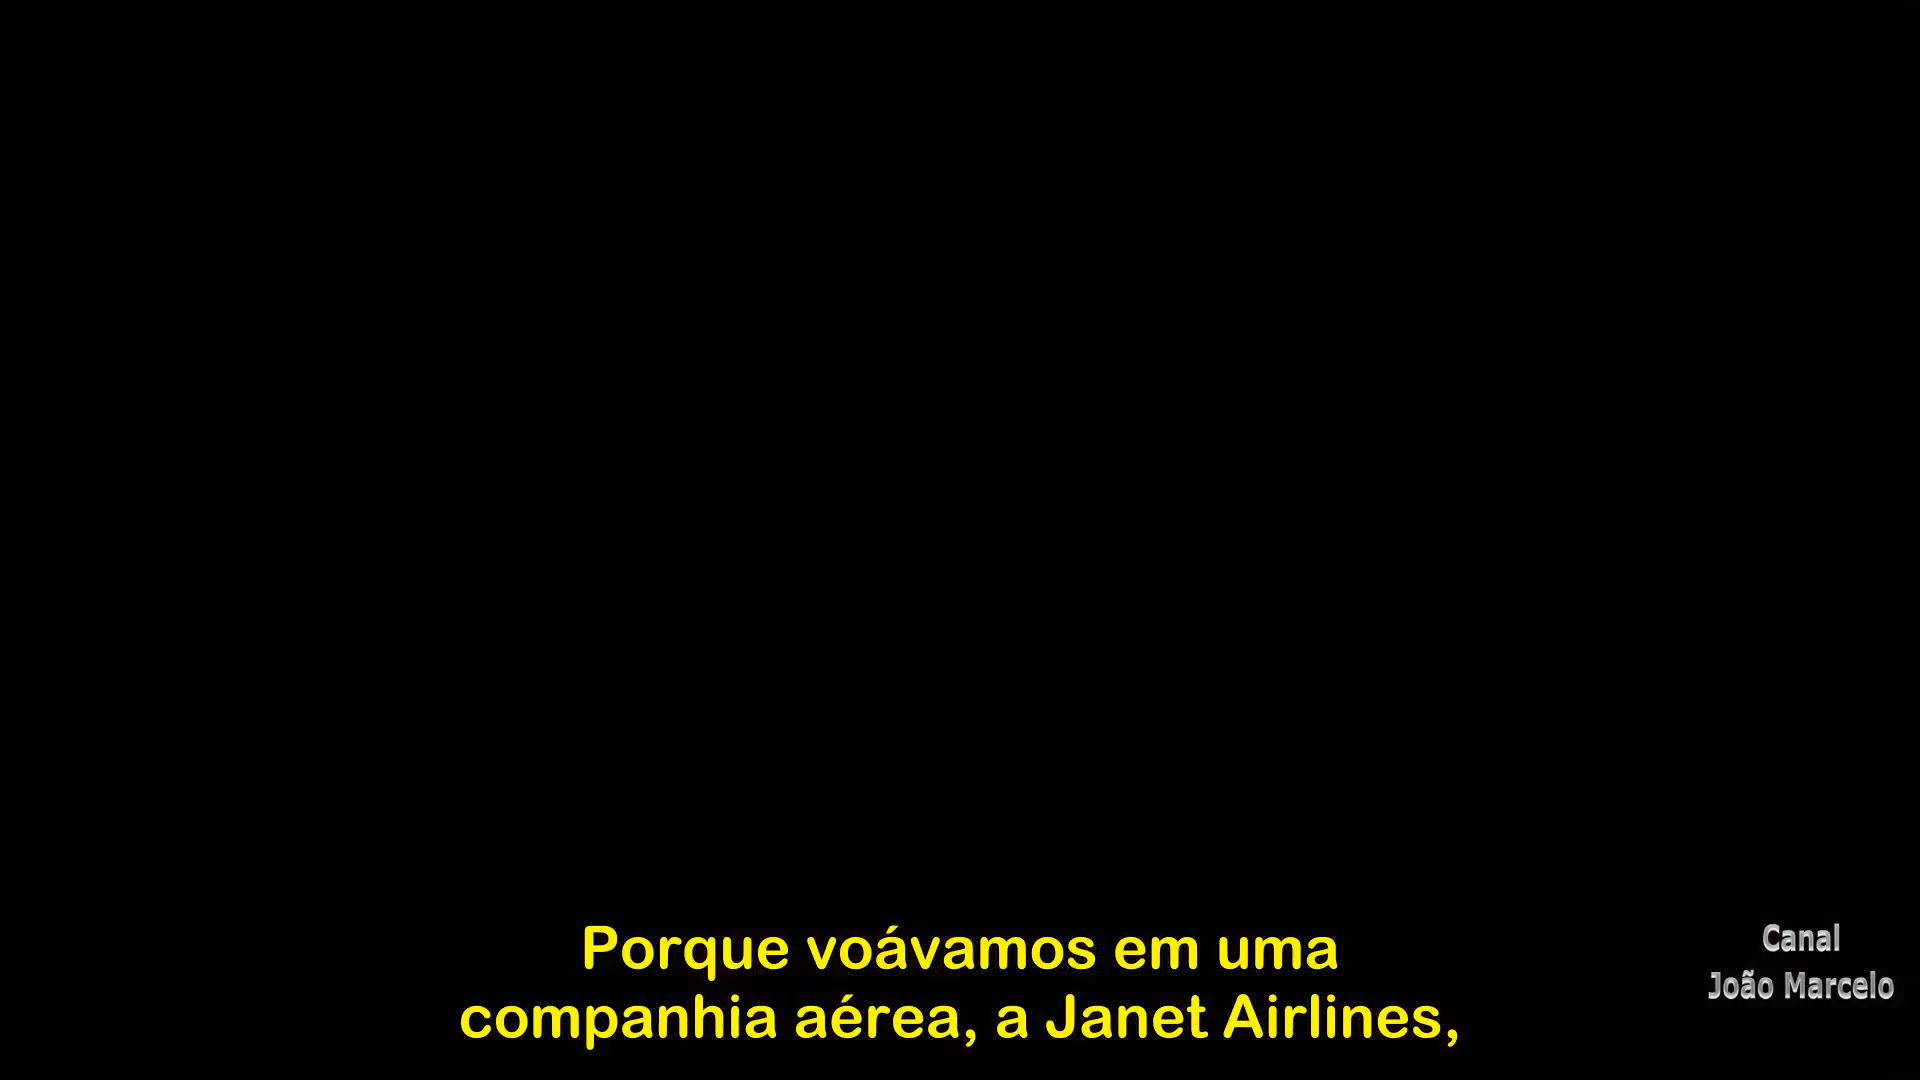 Porque voávamos em uma
companhia aérea, a Janet Airlines,
Canal
João Marcelo